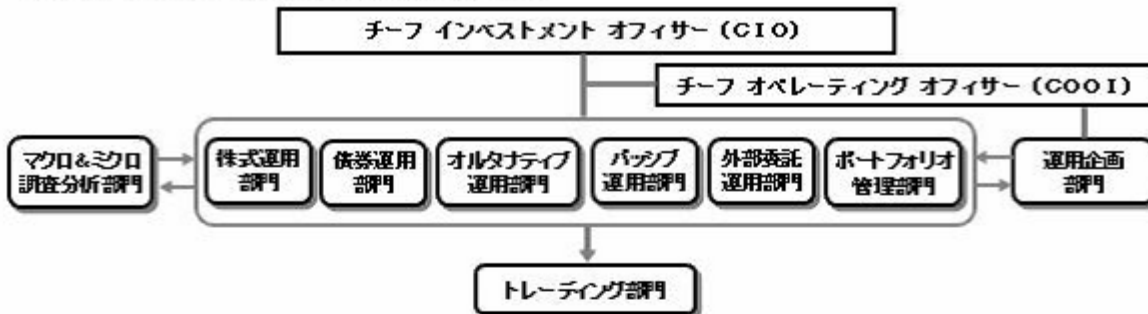 チーフ インベストメント オフィサー (CIO)
チーフ オペレーティング オフィサー (COOI)
マクロ&ミクロ
調査分析部門
株式運用
部門
債券運用
部門
オルタナティブ
運用部門
パッシブ
運用部門
外部委託
運用部門
ポートフォリオ
管理部門
運用企画
部門
トレーディング部門